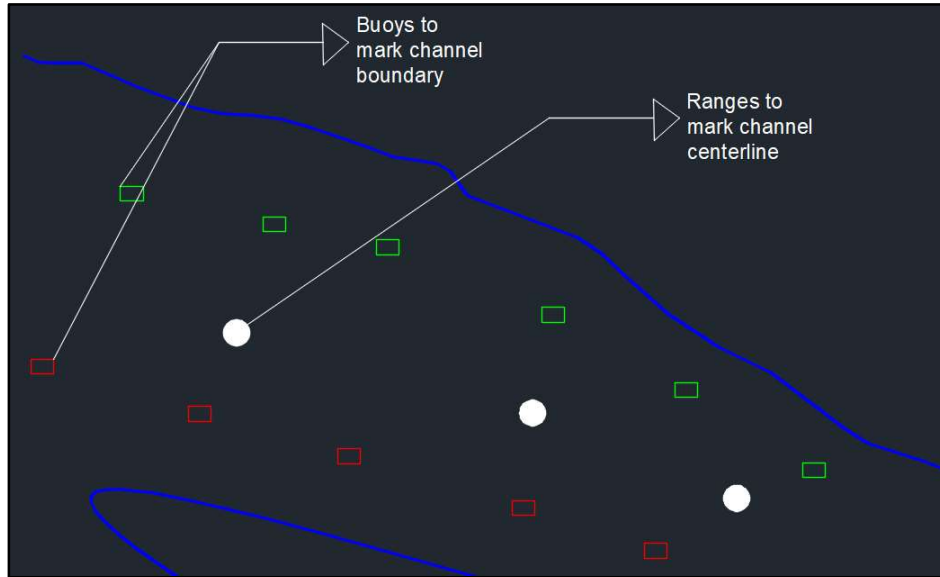 Buoys to
mark channel
boundary
Ranges to
mark channel
centerline